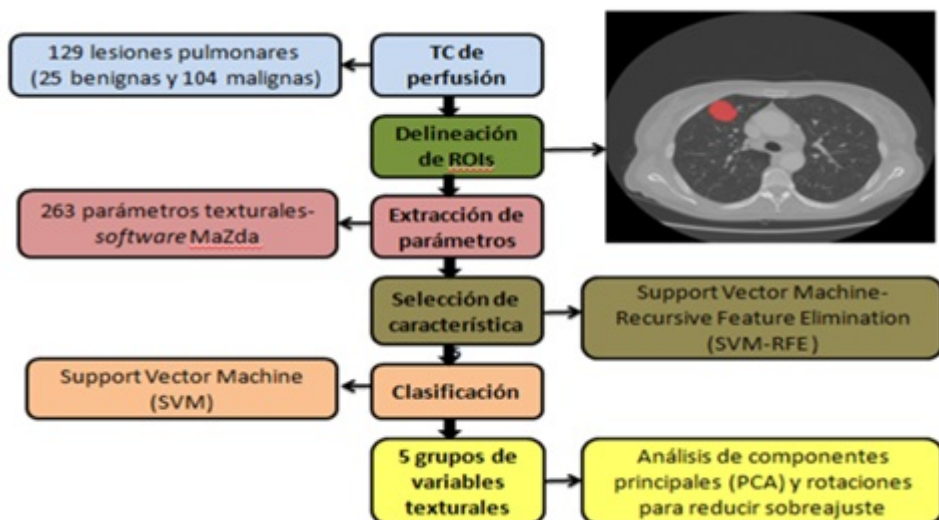 129 lesiones pulmonares
(25 benignas y 104 malignas)
TC de
perfusión
Delineación
de ROIs
263 parámetros texturales-
software MaZda
Extracción de
parámetros
Selección de
característica
s
Support Vector Machine-
Recursive Feature Elimination
(SVM-RFE)
Support Vector Machine
(SVM)
Clasificación
5 grupos de
variables
texturales
Análisis de componentes
principales (PCA) y rotaciones
para reducir sobreajuste